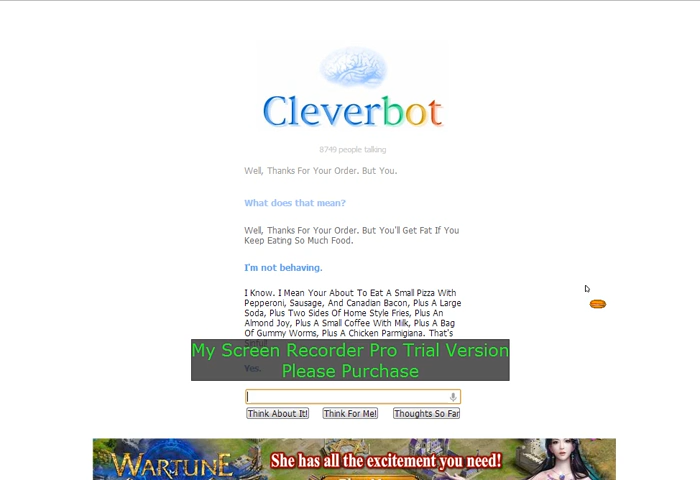 Cleverbot
8749 people talking
Well, Thanks For Your Order. But You.
What does that mean?
Well, Thanks For Your Order. But You'll Get Fat If You
Keep Eating So Much Food.
I'm not behaving.
I Know. I Mean Your About To Eat A Small Pizza With
Pepperoni, Sausage, And Canadian Bacon, Plus A Large
Soda, Plus Two Sides Of Home Style Fries, Plus An
Almond Joy, Plus A Small Coffee With Milk, Plus A Bag
Of Gummy Worms, Plus A Chicken Parmigiana. That's
My Screen Recorder Pro Trial Version
Please Purchase
Yes.
Think About It! Think For Me! Thoughts So Far
WARTUNE She has all the excitement you need!